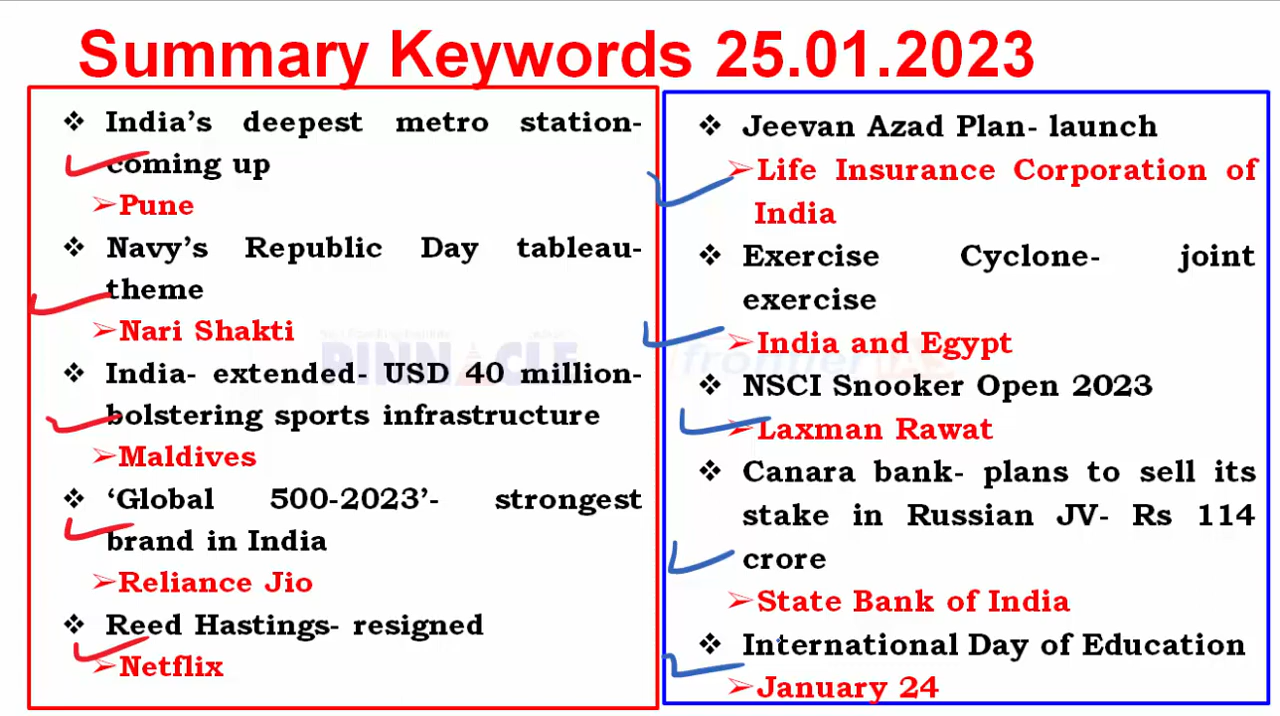 Summary Keywords 25.01.2023
❖ India's deepest metro station-
coming up
➢Pune
❖ Navy's Republic Day tableau-
theme
➢Nari Shakti
❖ India- extended- USD 40 million-
bolstering sports infrastructure
➢Maldives
❖ ‘Global 500-2023’- strongest
brand in India
➢Reliance Jio
❖ Reed Hastings- resigned
➢Netflix
❖ Jeevan Azad Plan- launch
➢Life Insurance Corporation of
India
❖ Exercise Cyclone- joint
exercise
➢India and Egypt
❖ NSCI Snooker Open 2023
➢Laxman Rawat
❖ Canara bank- plans to sell its
stake in Russian JV- Rs 114
crore
➢State Bank of India
❖ International Day of Education
➢January 24
PINNACLE
frontier